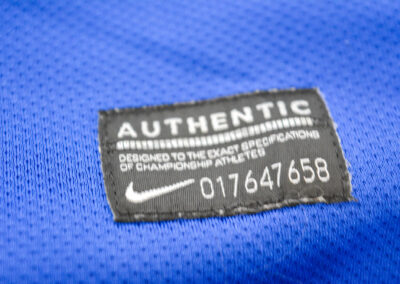 AUTHENTIC
DESIGNED TO THE EXACT SPECIFICATIONS
OF CHAMPIONSHIP ATHLETES
017647658